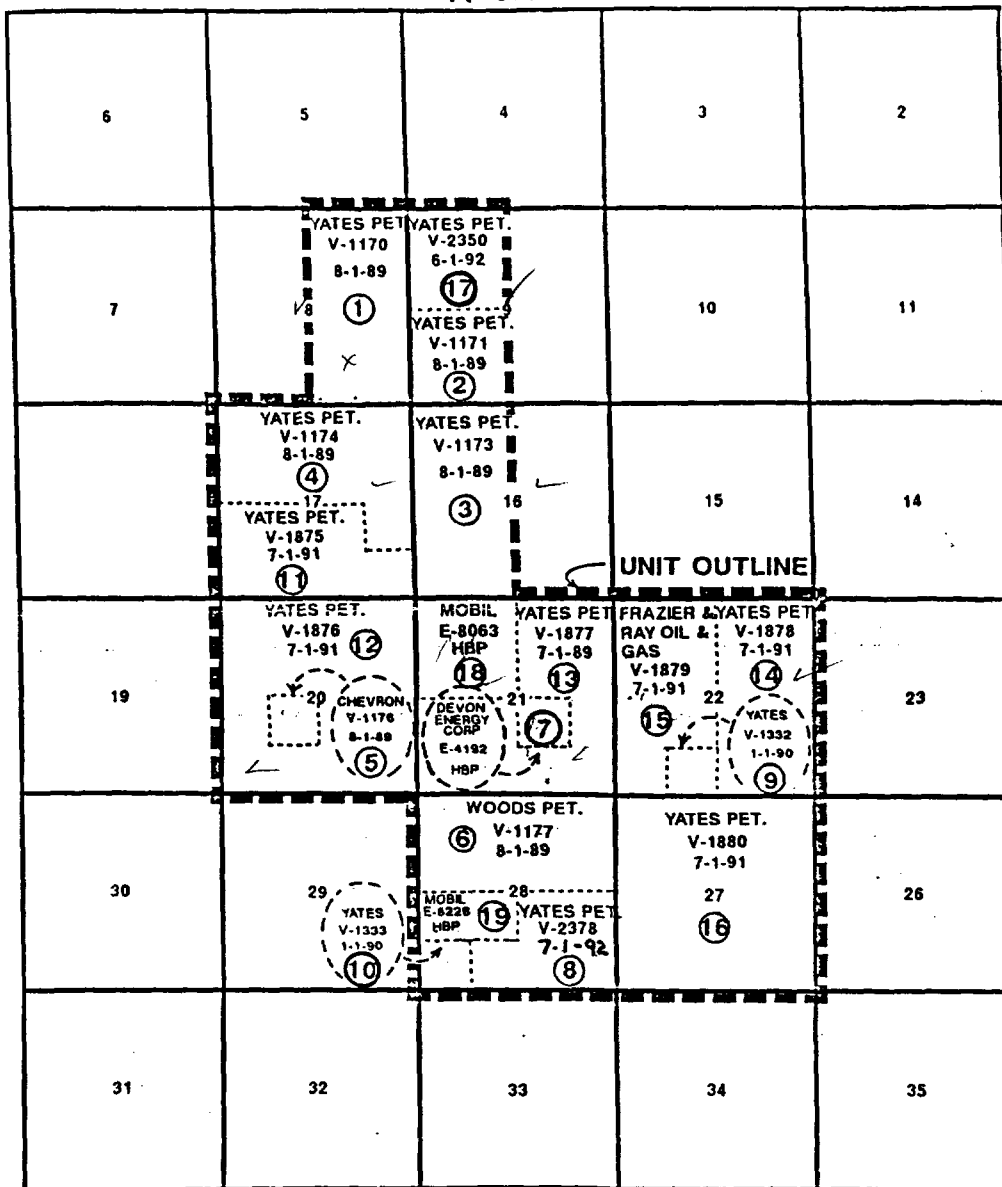 6 5 4 3 2
YATES PET. YATES PET.
V-1170 V-2350
8-1-89 6-1-92
17
7 8 1 9 10 11
YATES PET.
V-1171
8-1-89
2
YATES PET. YATES PET.
V-1174 V-1173
8-1-89 8-1-89
4
17 3 16 15 14
YATES PET.
V-1875
7-1-91
11
UNIT OUTLINE
YATES PET. MOBIL YATES PET FRAZIER & YATES PET
V-1876 E-8063 V-1877 RAY OIL & V-1878
7-1-91 12 HBP 7-1-89 GAS 7-1-91
18 13 V-1879 14
7-1-91
19 20 21 22 23
CHEVRON DEVON 7 15 YATES
V-1176 ENERGY V-1332
8-1-89 CORP 1-1-90
5 E-4192 9
HBP
WOODS PET. YATES PET.
6 V-1177 V-1880
8-1-89 7-1-91
30 29 28 27 26
YATES MOBIL 19 YATES PET. 16
V-1333 E-8226 V-2378
1-1-90 HBP 7-1-92
10 8
31 32 33 34 35